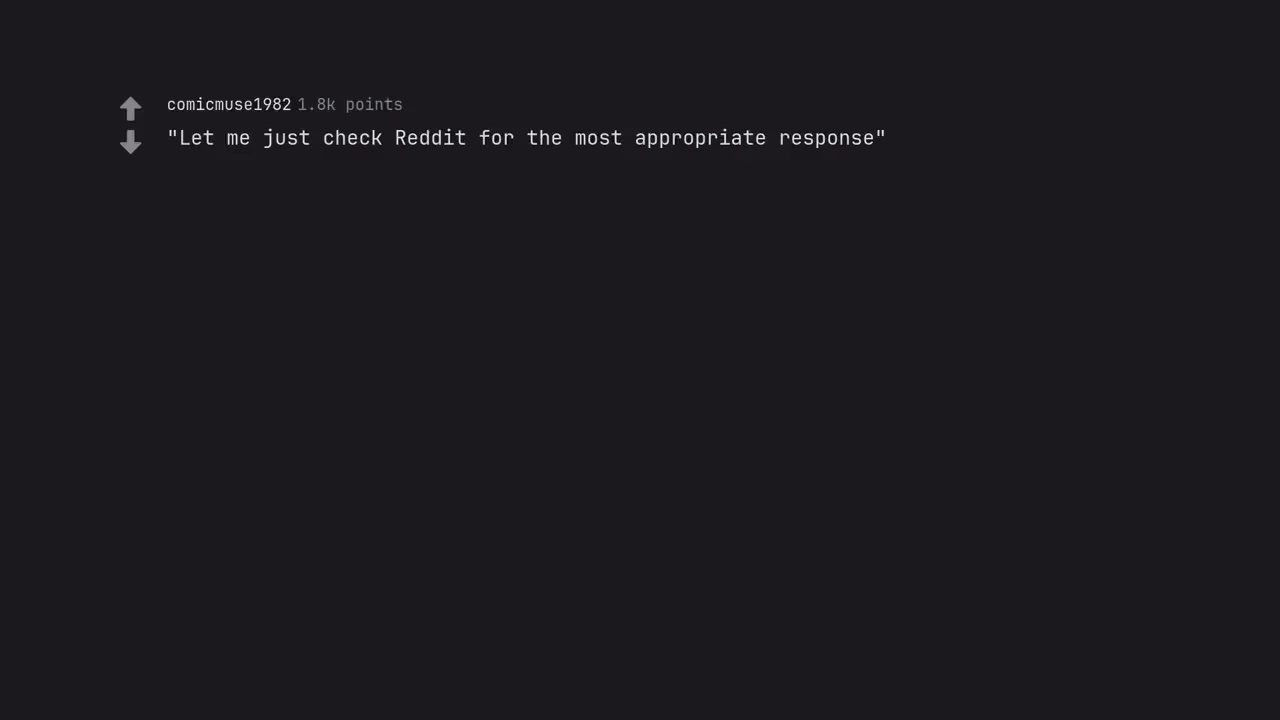 comicmuse1982 1.8k points
"Let me just check Reddit for the most appropriate response"